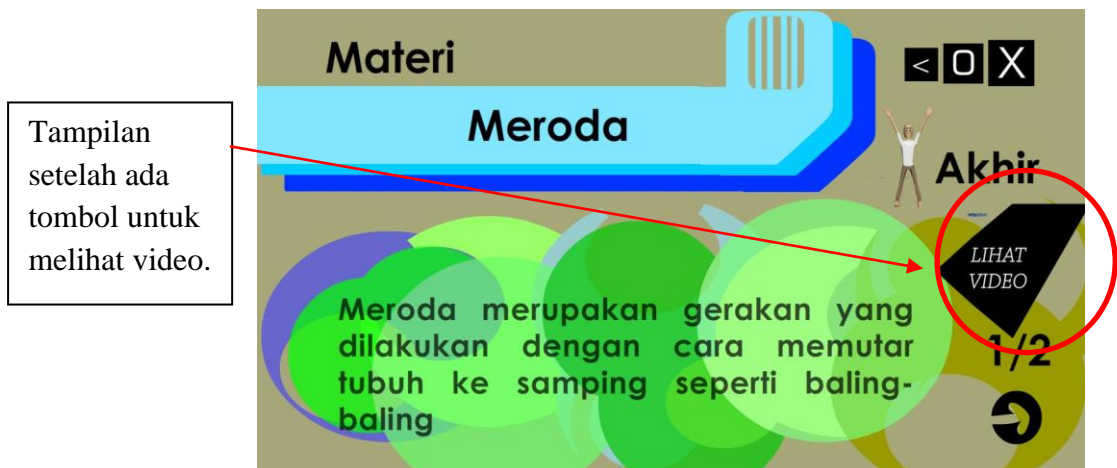 Tampilan
setelah ada
tombol untuk
melihat video.
Materi
< O X
Meroda
Akhir
LIHAT
VIDEO
Meroda merupakan gerakan yang
dilakukan dengan cara memutar
tubuh ke samping seperti baling-
baling
1/2